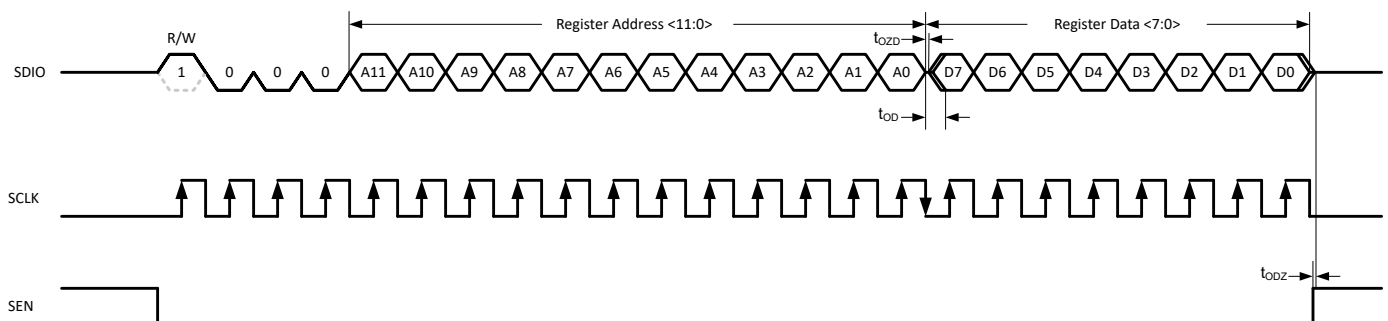 Register Address <11:0> Register Data <7:0>
R/W tOZD
SDIO 1 0 0 0 A11 A10 A9 A8 A7 A6 A5 A4 A3 A2 A1 A0 D7 D6 D5 D4 D3 D2 D1 D0
tOD
SCLK
tODZ
SEN